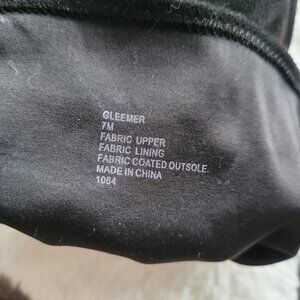 GLEEMER
7M
FABRIC UPPER
FABRIC LINING
FABRIC COATED OUTSOLE
MADE IN CHINA
1064